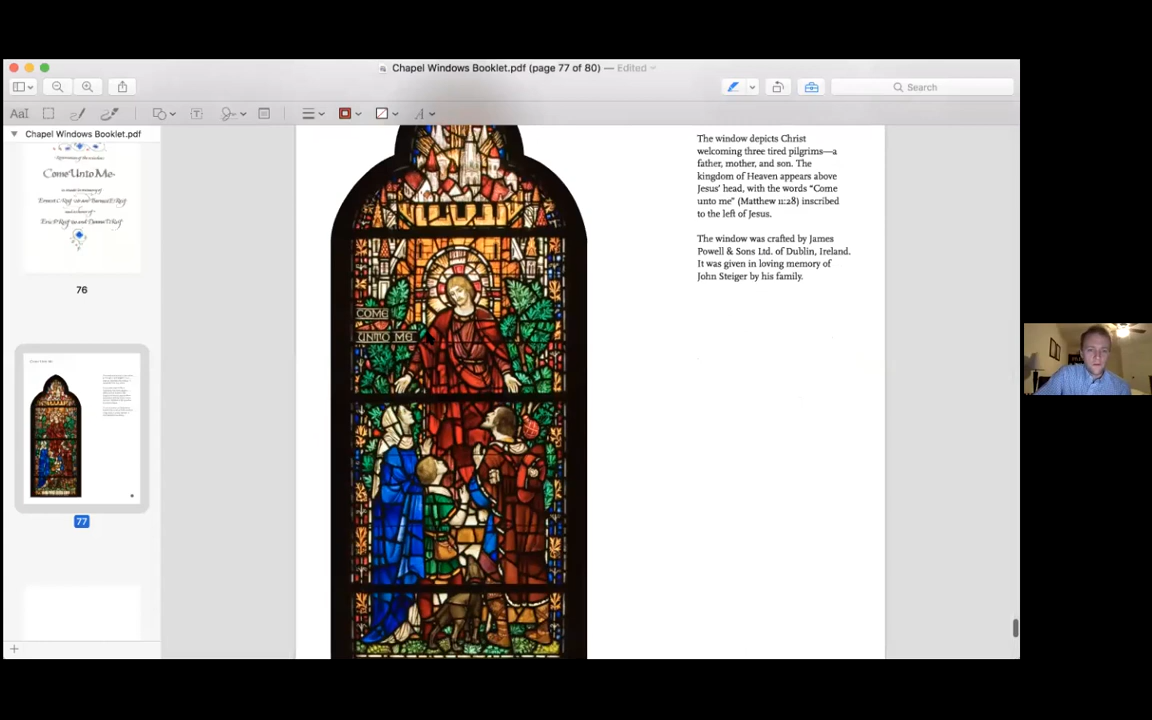 Chapel Windows Booklet.pdf (page 77 of 80) — Edited
Search
AaI
T
A
Chapel Windows Booklet.pdf
Come Unto Me
76
77
The window depicts Christ
welcoming three tired pilgrims—a
father, mother, and son. The
kingdom of Heaven appears above
Jesus' head, with the words “Come
unto me” (Matthew 11:28) inscribed
to the left of Jesus.
The window was crafted by James
Powell & Sons Ltd. of Dublin, Ireland.
It was given in loving memory of
John Steiger by his family.
COME
UNTO ME